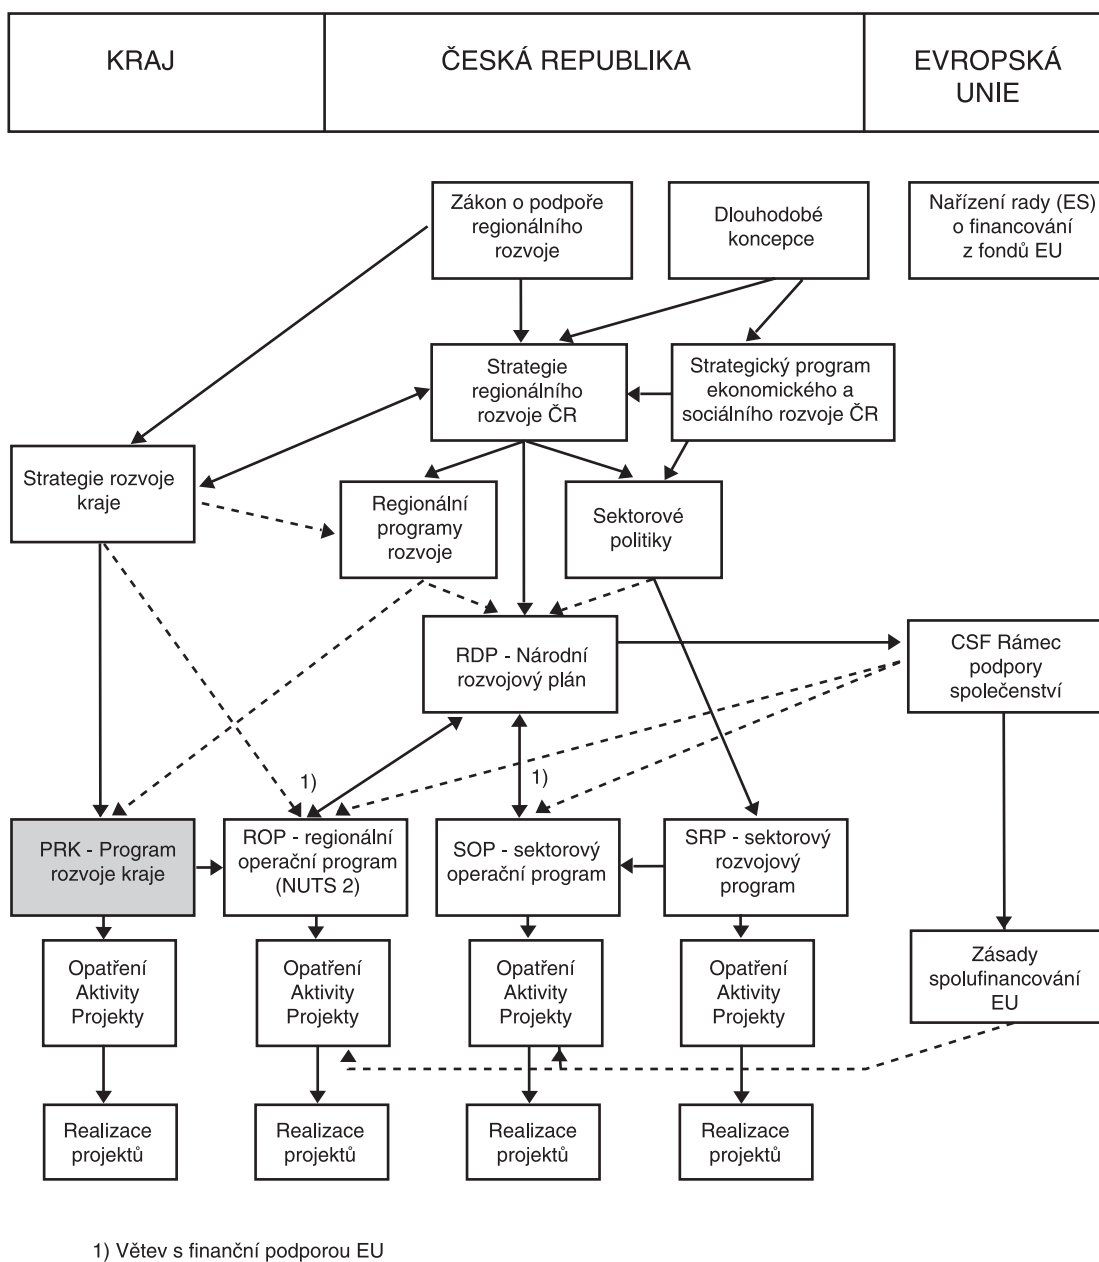 KRAJ
ČESKÁ REPUBLIKA
EVROPSKÁ
UNIE
Zákon o podpoře
regionálního
rozvoje
Dlouhodobé
koncepce
Nařízení rady (ES)
o financování
z fondů EU
Strategie
regionálního
rozvoje ČR
Strategický program
ekonomického a
sociálního rozvoje ČR
Strategie rozvoje
kraje
Regionální
programy
rozvoje
Sektorové
politiky
RDP - Národní
rozvojový plán
CSF Rámec
podpory
společenství
1)
1)
PRK - Program
rozvoje kraje
ROP - regionální
operační program
(NUTS 2)
SOP - sektorový
operační program
SRP - sektorový
rozvojový
program
Opatření
Aktivity
Projekty
Opatření
Aktivity
Projekty
Opatření
Aktivity
Projekty
Opatření
Aktivity
Projekty
Zásady
spolufinancování
EU
Realizace
projektů
Realizace
projektů
Realizace
projektů
Realizace
projektů
1) Větev s finanční podporou EU